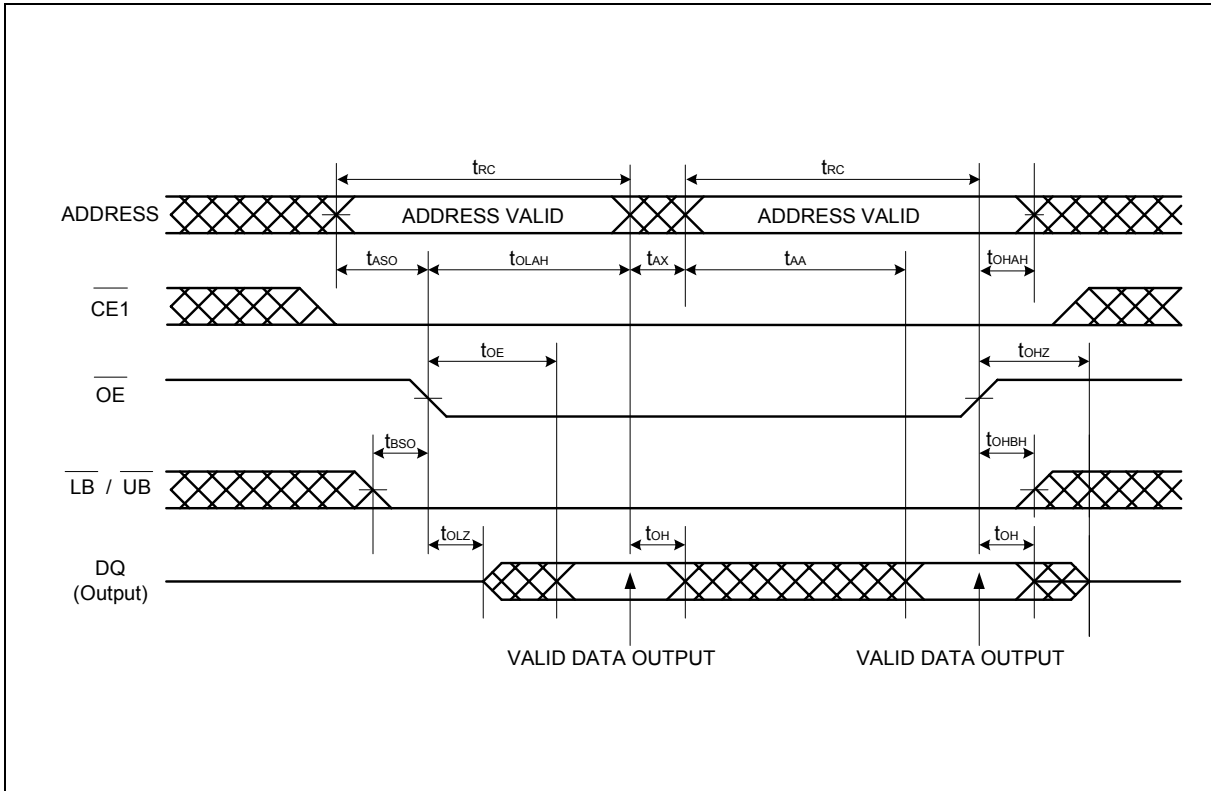 tRC tRC
ADDRESS ADDRESS VALID ADDRESS VALID
tASO tOLAH tAX tAA tOHAH
CE1
tOE tOHZ
OE
tBSO tOHBH
LB / UB
tOLZ tOH tOH
DQ
(Output)
VALID DATA OUTPUT VALID DATA OUTPUT